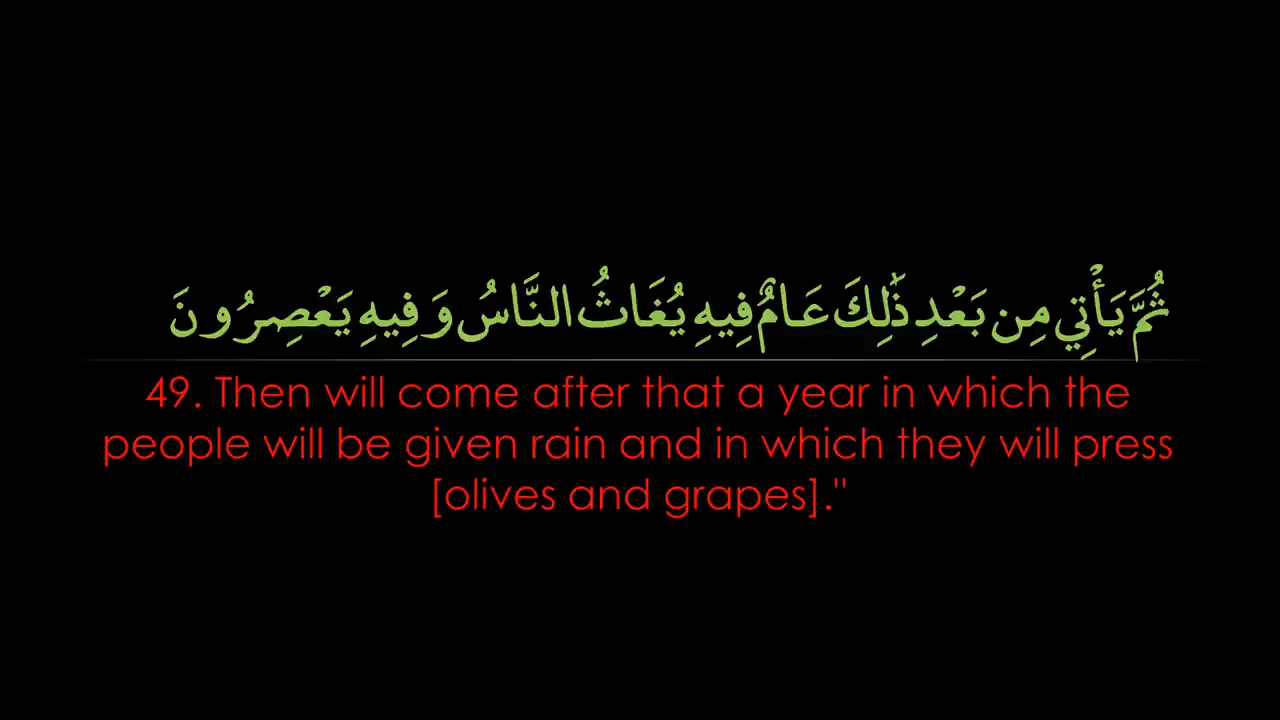 ثُمَّ يَأْتِي مِن بَعْدِ ذَٰلِكَ عَامٌ فِيهِ يُغَاثُ النَّاسُ وَفِيهِ يَعْصِرُونَ
49. Then will come after that a year in which the
people will be given rain and in which they will press
[olives and grapes]."